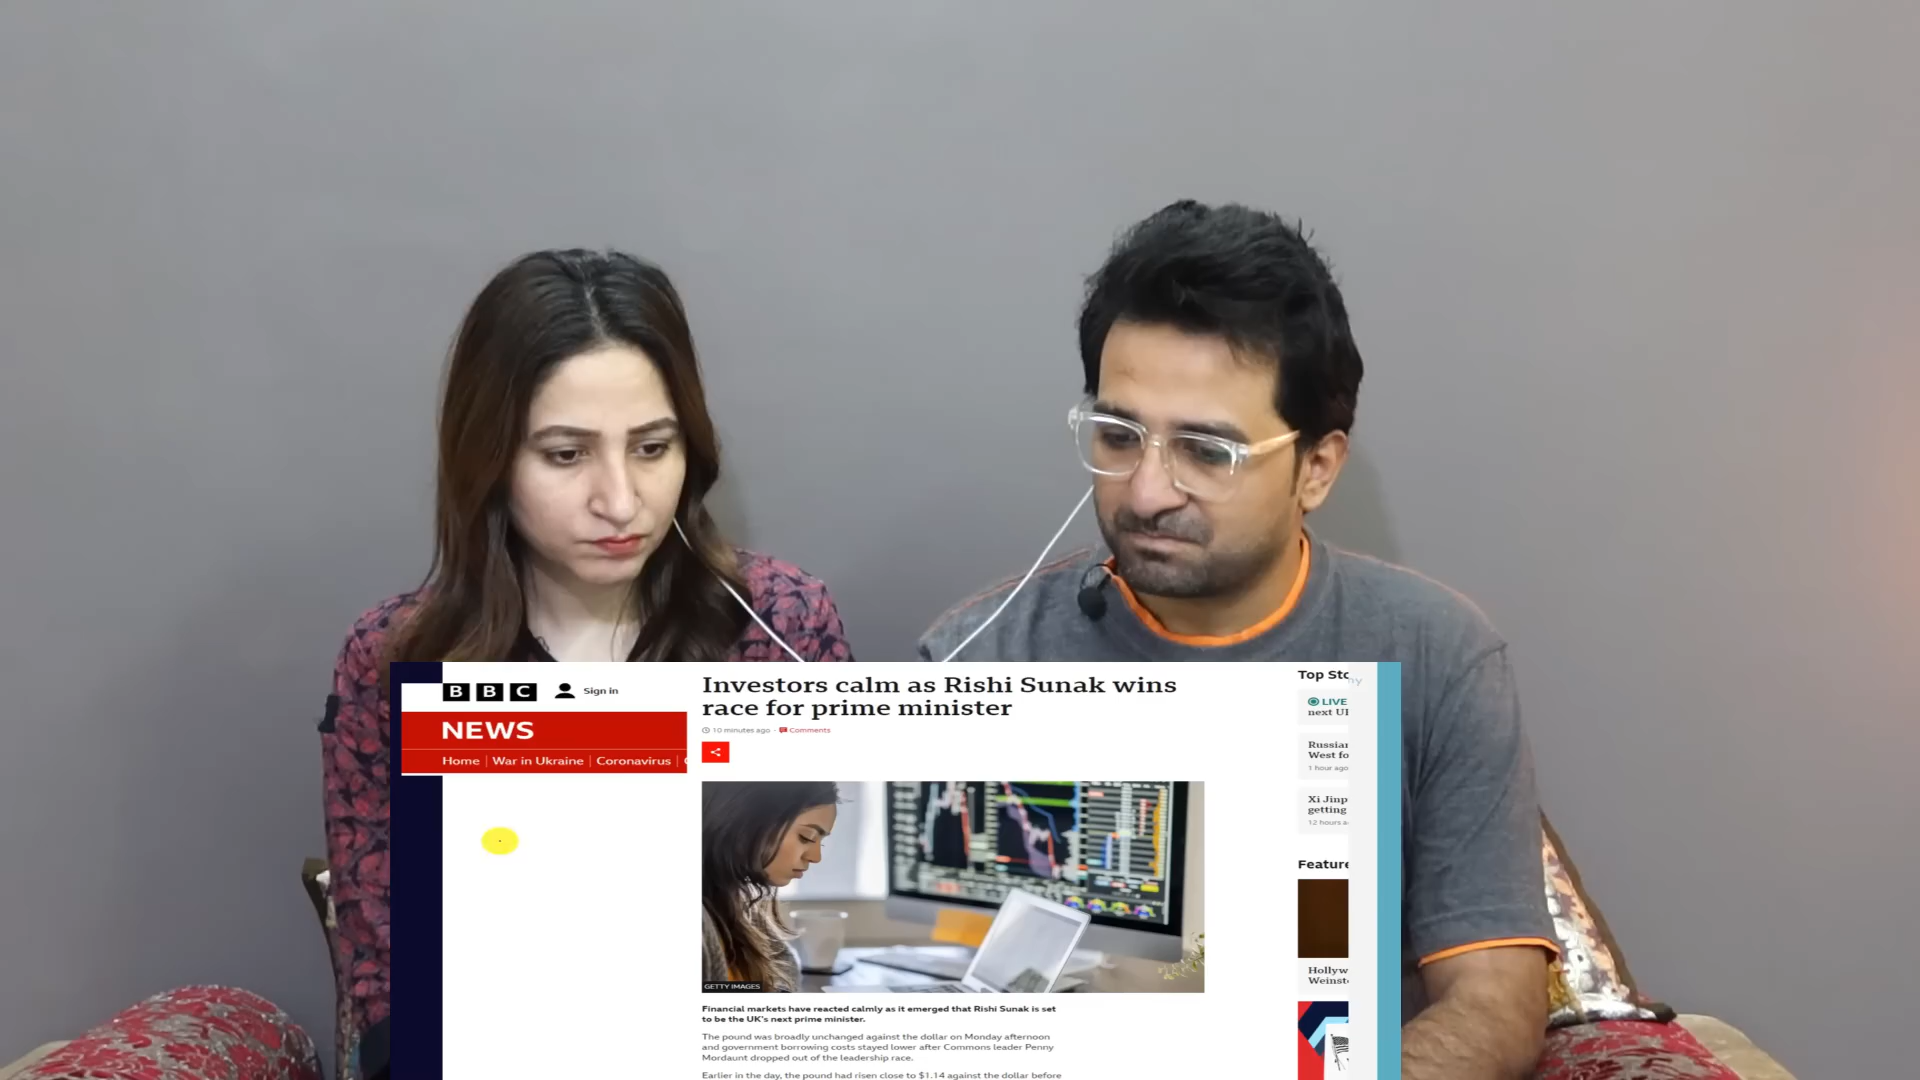 BBC
Sign in
NEWS
Home | War in Ukraine | Coronavirus |
Investors calm as Rishi Sunak wins
race for prime minister
10 minutes ago - Comments
GETTY IMAGES
Financial markets have reacted calmly as it emerged that Rishi Sunak is set
to be the UK's next prime minister.
The pound was broadly unchanged against the dollar on Monday afternoon
and government borrowing costs stayed lower after Commons leader Penny
Mordaunt dropped out of the leadership race.
Earlier in the day, the pound had risen close to $1.14 against the dollar before
Top Sto
LIVE
next U
Russian
West fo
1 hour ago
Xi Jinp
getting
12 hours a
Feature
Hollyw
Weinst